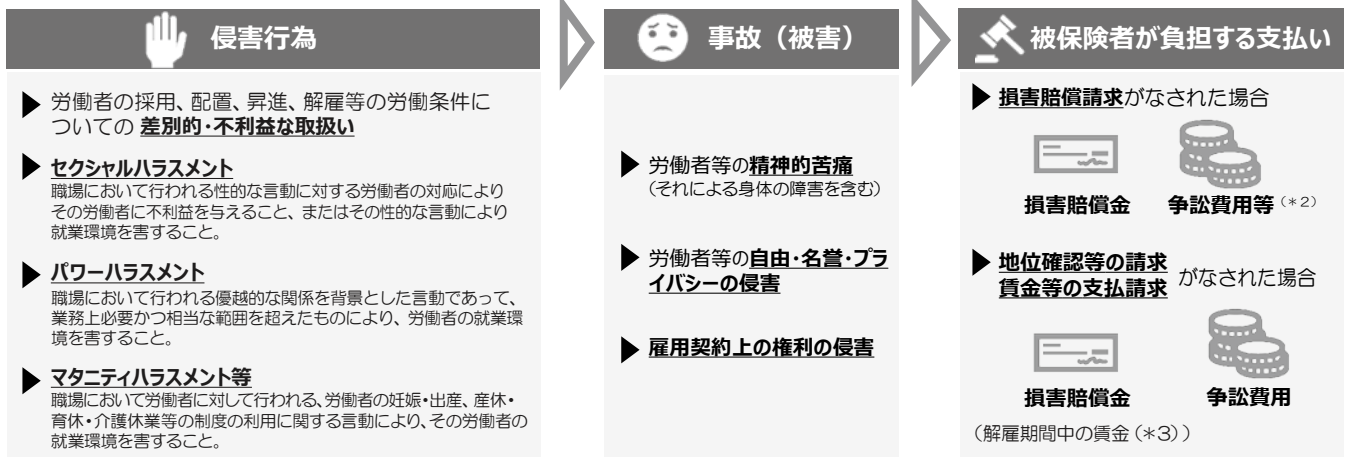 侵害行為
▶ 労働者の採用、配置、昇進、解雇等の労働条件に
ついての 差別的・不利益な取扱い
▶ セクシャルハラスメント
職場において行われる性的な言動に対する労働者の対応により
その労働者に不利益を与えること、またはその性的な言動により
就業環境を害すること。
▶ パワーハラスメント
職場において行われる優越的な関係を背景とした言動であって、
業務上必要かつ相当な範囲を超えたものにより、労働者の就業環
境を害すること。
▶ マタニティハラスメント等
職場において労働者に対して行われる、労働者の妊娠・出産、産休・
育休・介護休業等の制度の利用に関する言動により、その労働者の
就業環境を害すること。
事故（被害）
▶ 労働者等の精神的苦痛
（それによる身体の障害を含む）
▶ 労働者等の自由・名誉・プラ
イバシーの侵害
▶ 雇用契約上の権利の侵害
被保険者が負担する支払い
▶ 損害賠償請求がなされた場合
損害賠償金 争訟費用等（＊2）
▶ 地位確認等の請求
賃金等の支払請求 がなされた場合
損害賠償金 争訟費用
（解雇期間中の賃金（＊3））